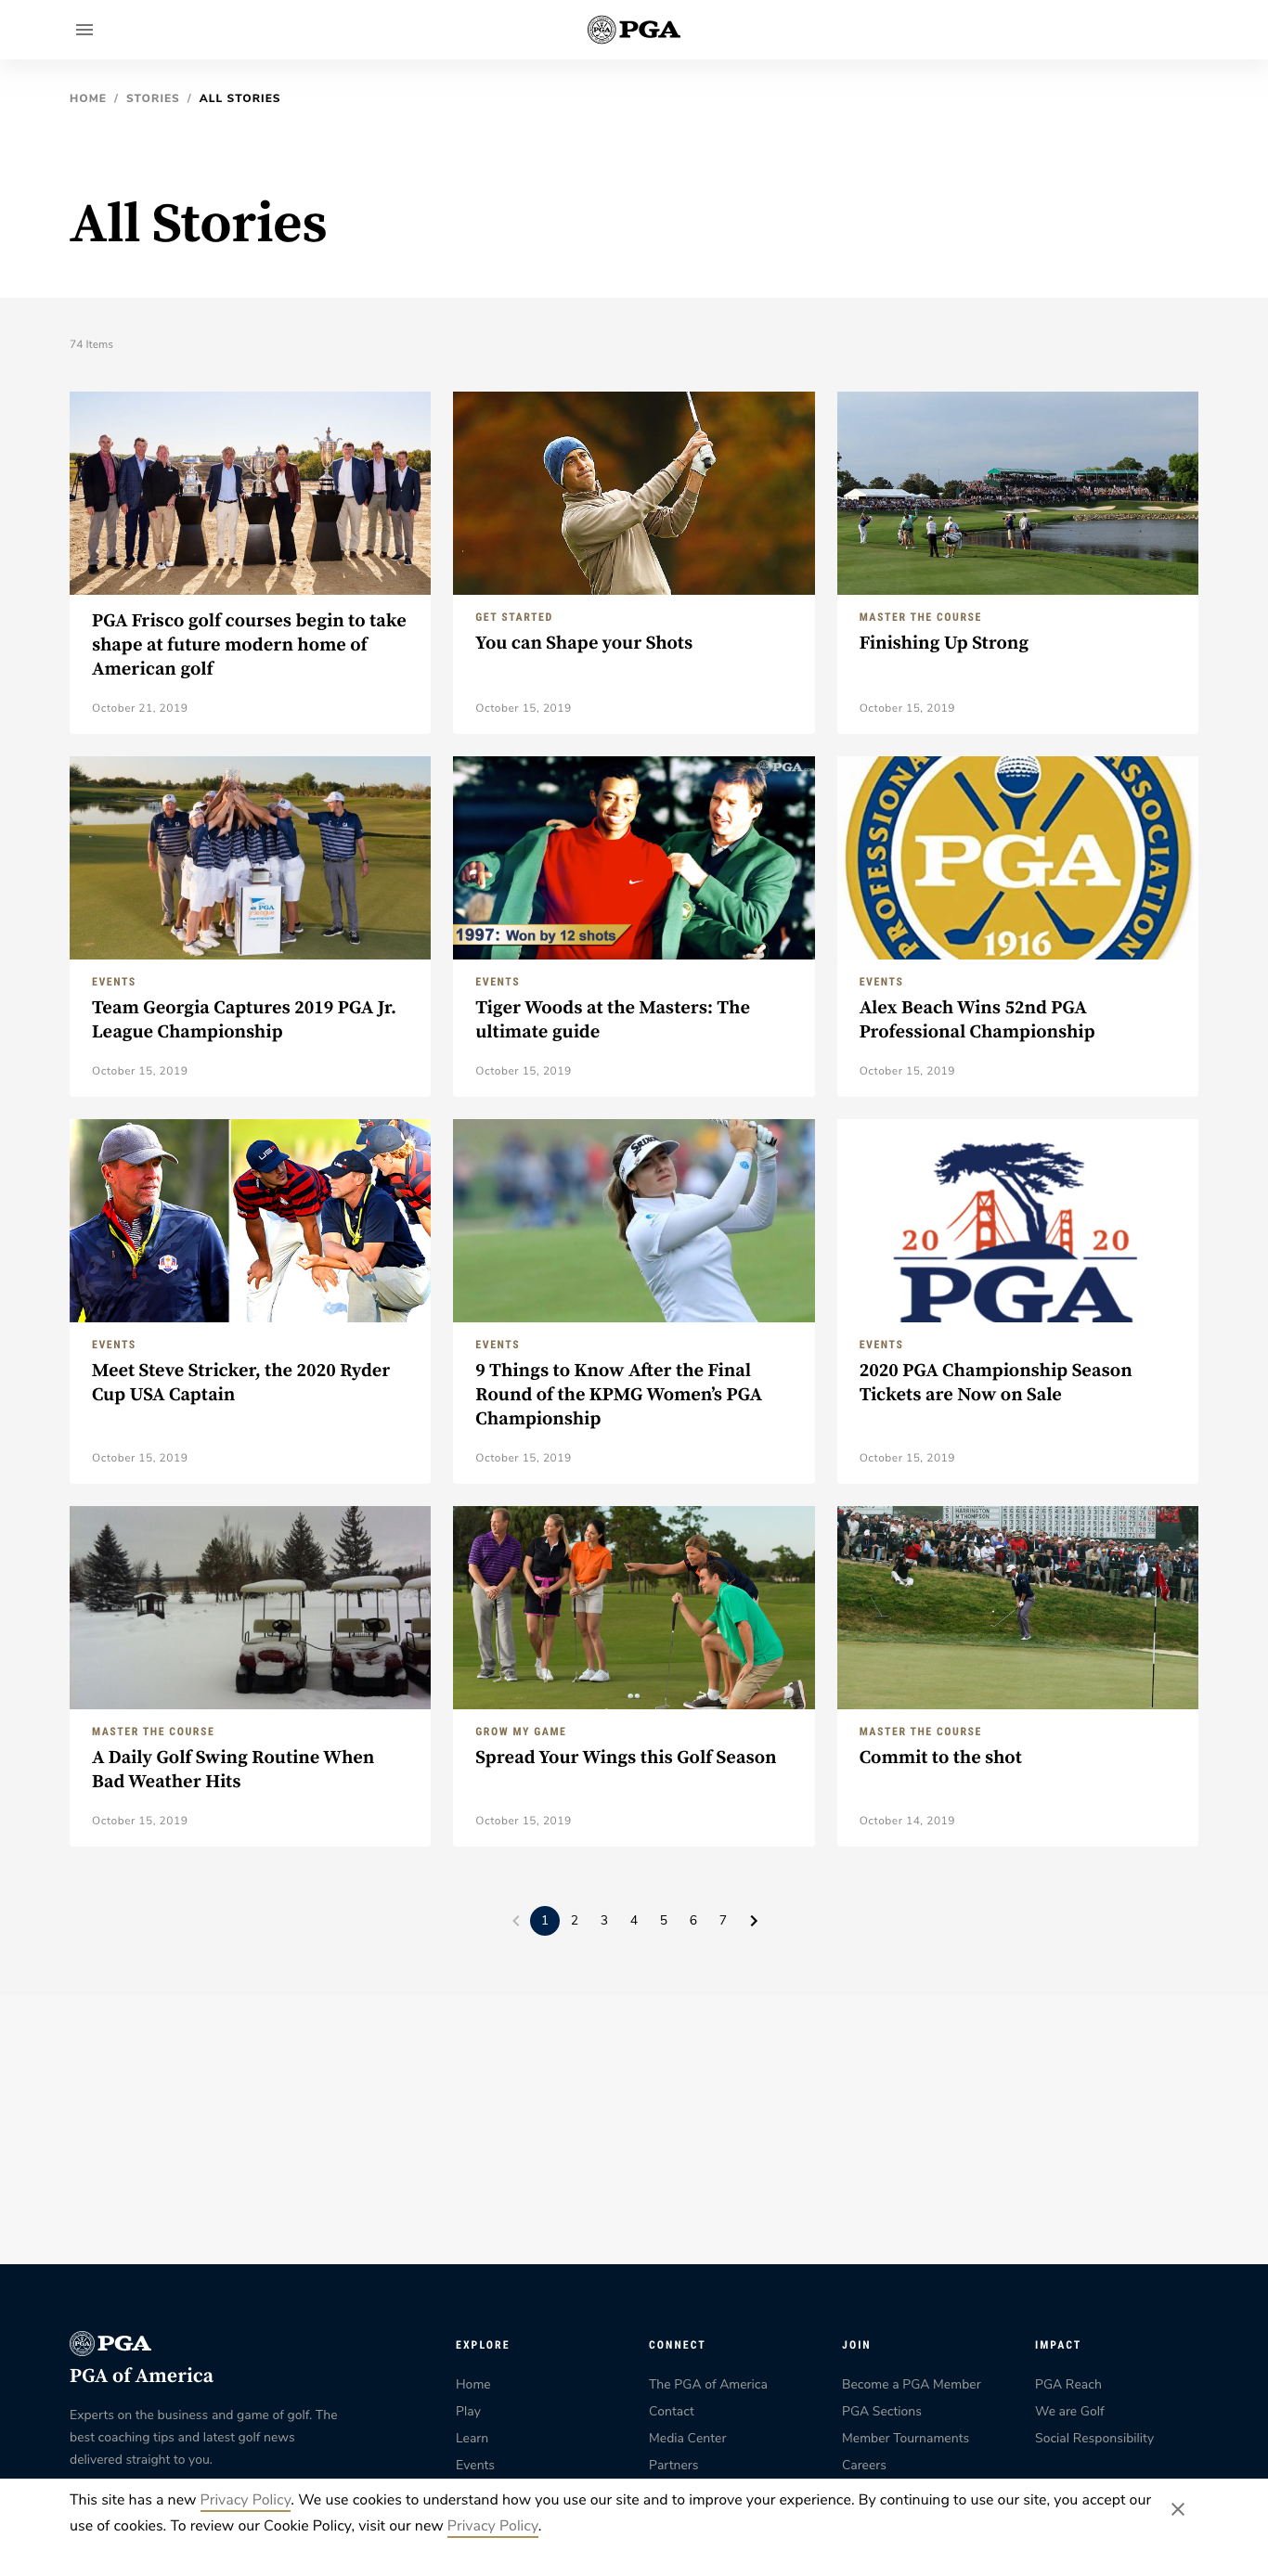 PGA
HOME / STORIES / ALL STORIES
All Stories
74 Items
PGA Frisco golf courses begin to take
shape at future modern home of
American golf
October 21, 2019
GET STARTED
You can Shape your Shots
October 15, 2019
MASTER THE COURSE
Finishing Up Strong
October 15, 2019
PGA
EVENTS
Team Georgia Captures 2019 PGA Jr.
League Championship
October 15, 2019
PGA
1997: Won by 12 shots
EVENTS
Tiger Woods at the Masters: The
ultimate guide
October 15, 2019
PROFESSIONAL ASSOCIATION
PGA
1916
EVENTS
Alex Beach Wins 52nd PGA
Professional Championship
October 15, 2019
EVENTS
Meet Steve Stricker, the 2020 Ryder
Cup USA Captain
October 15, 2019
SRIXON
EVENTS
9 Things to Know After the Final
Round of the KPMG Women’s PGA
Championship
October 15, 2019
20 20
PGA
EVENTS
2020 PGA Championship Season
Tickets are Now on Sale
October 15, 2019
MASTER THE COURSE
A Daily Golf Swing Routine When
Bad Weather Hits
October 15, 2019
GROW MY GAME
Spread Your Wings this Golf Season
October 15, 2019
HARRINGTON
M THOMPSON
MASTER THE COURSE
Commit to the shot
October 14, 2019
1 2 3 4 5 6 7
PGA
PGA of America
Experts on the business and game of golf. The
best coaching tips and latest golf news
delivered straight to you.
EXPLORE
Home
Play
Learn
Events
CONNECT
The PGA of America
Contact
Media Center
Partners
JOIN
Become a PGA Member
PGA Sections
Member Tournaments
Careers
IMPACT
PGA Reach
We are Golf
Social Responsibility
This site has a new Privacy Policy. We use cookies to understand how you use our site and to improve your experience. By continuing to use our site, you accept our
use of cookies. To review our Cookie Policy, visit our new Privacy Policy.